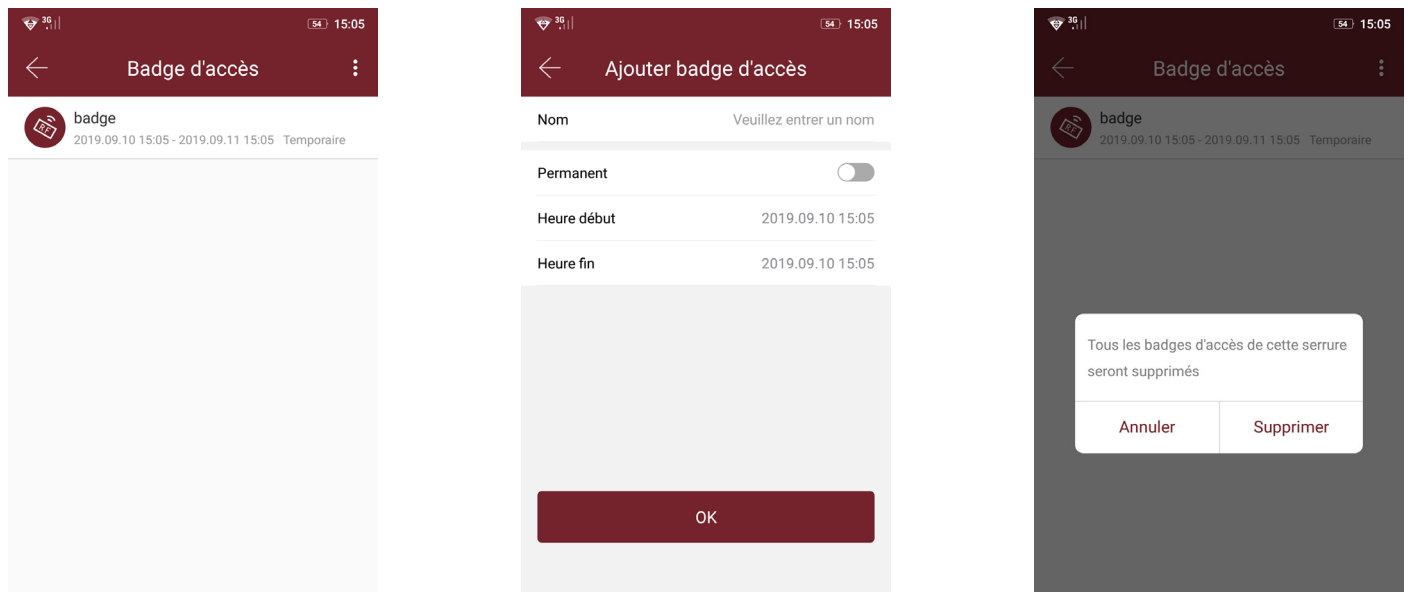 3G 54 15:05
Badge d'accès
badge
2019.09.10 15:05 - 2019.09.11 15:05 Temporaire
RF
3G 54 15:05
Ajouter badge d'accès
Nom Veuillez entrer un nom
Permanent
Heure début 2019.09.10 15:05
Heure fin 2019.09.10 15:05
OK
3G 54 15:05
Badge d'accès
badge
2019.09.10 15:05 - 2019.09.11 15:05 Temporaire
RF
Tous les badges d'accès de cette serrure
seront supprimés
Annuler Supprimer